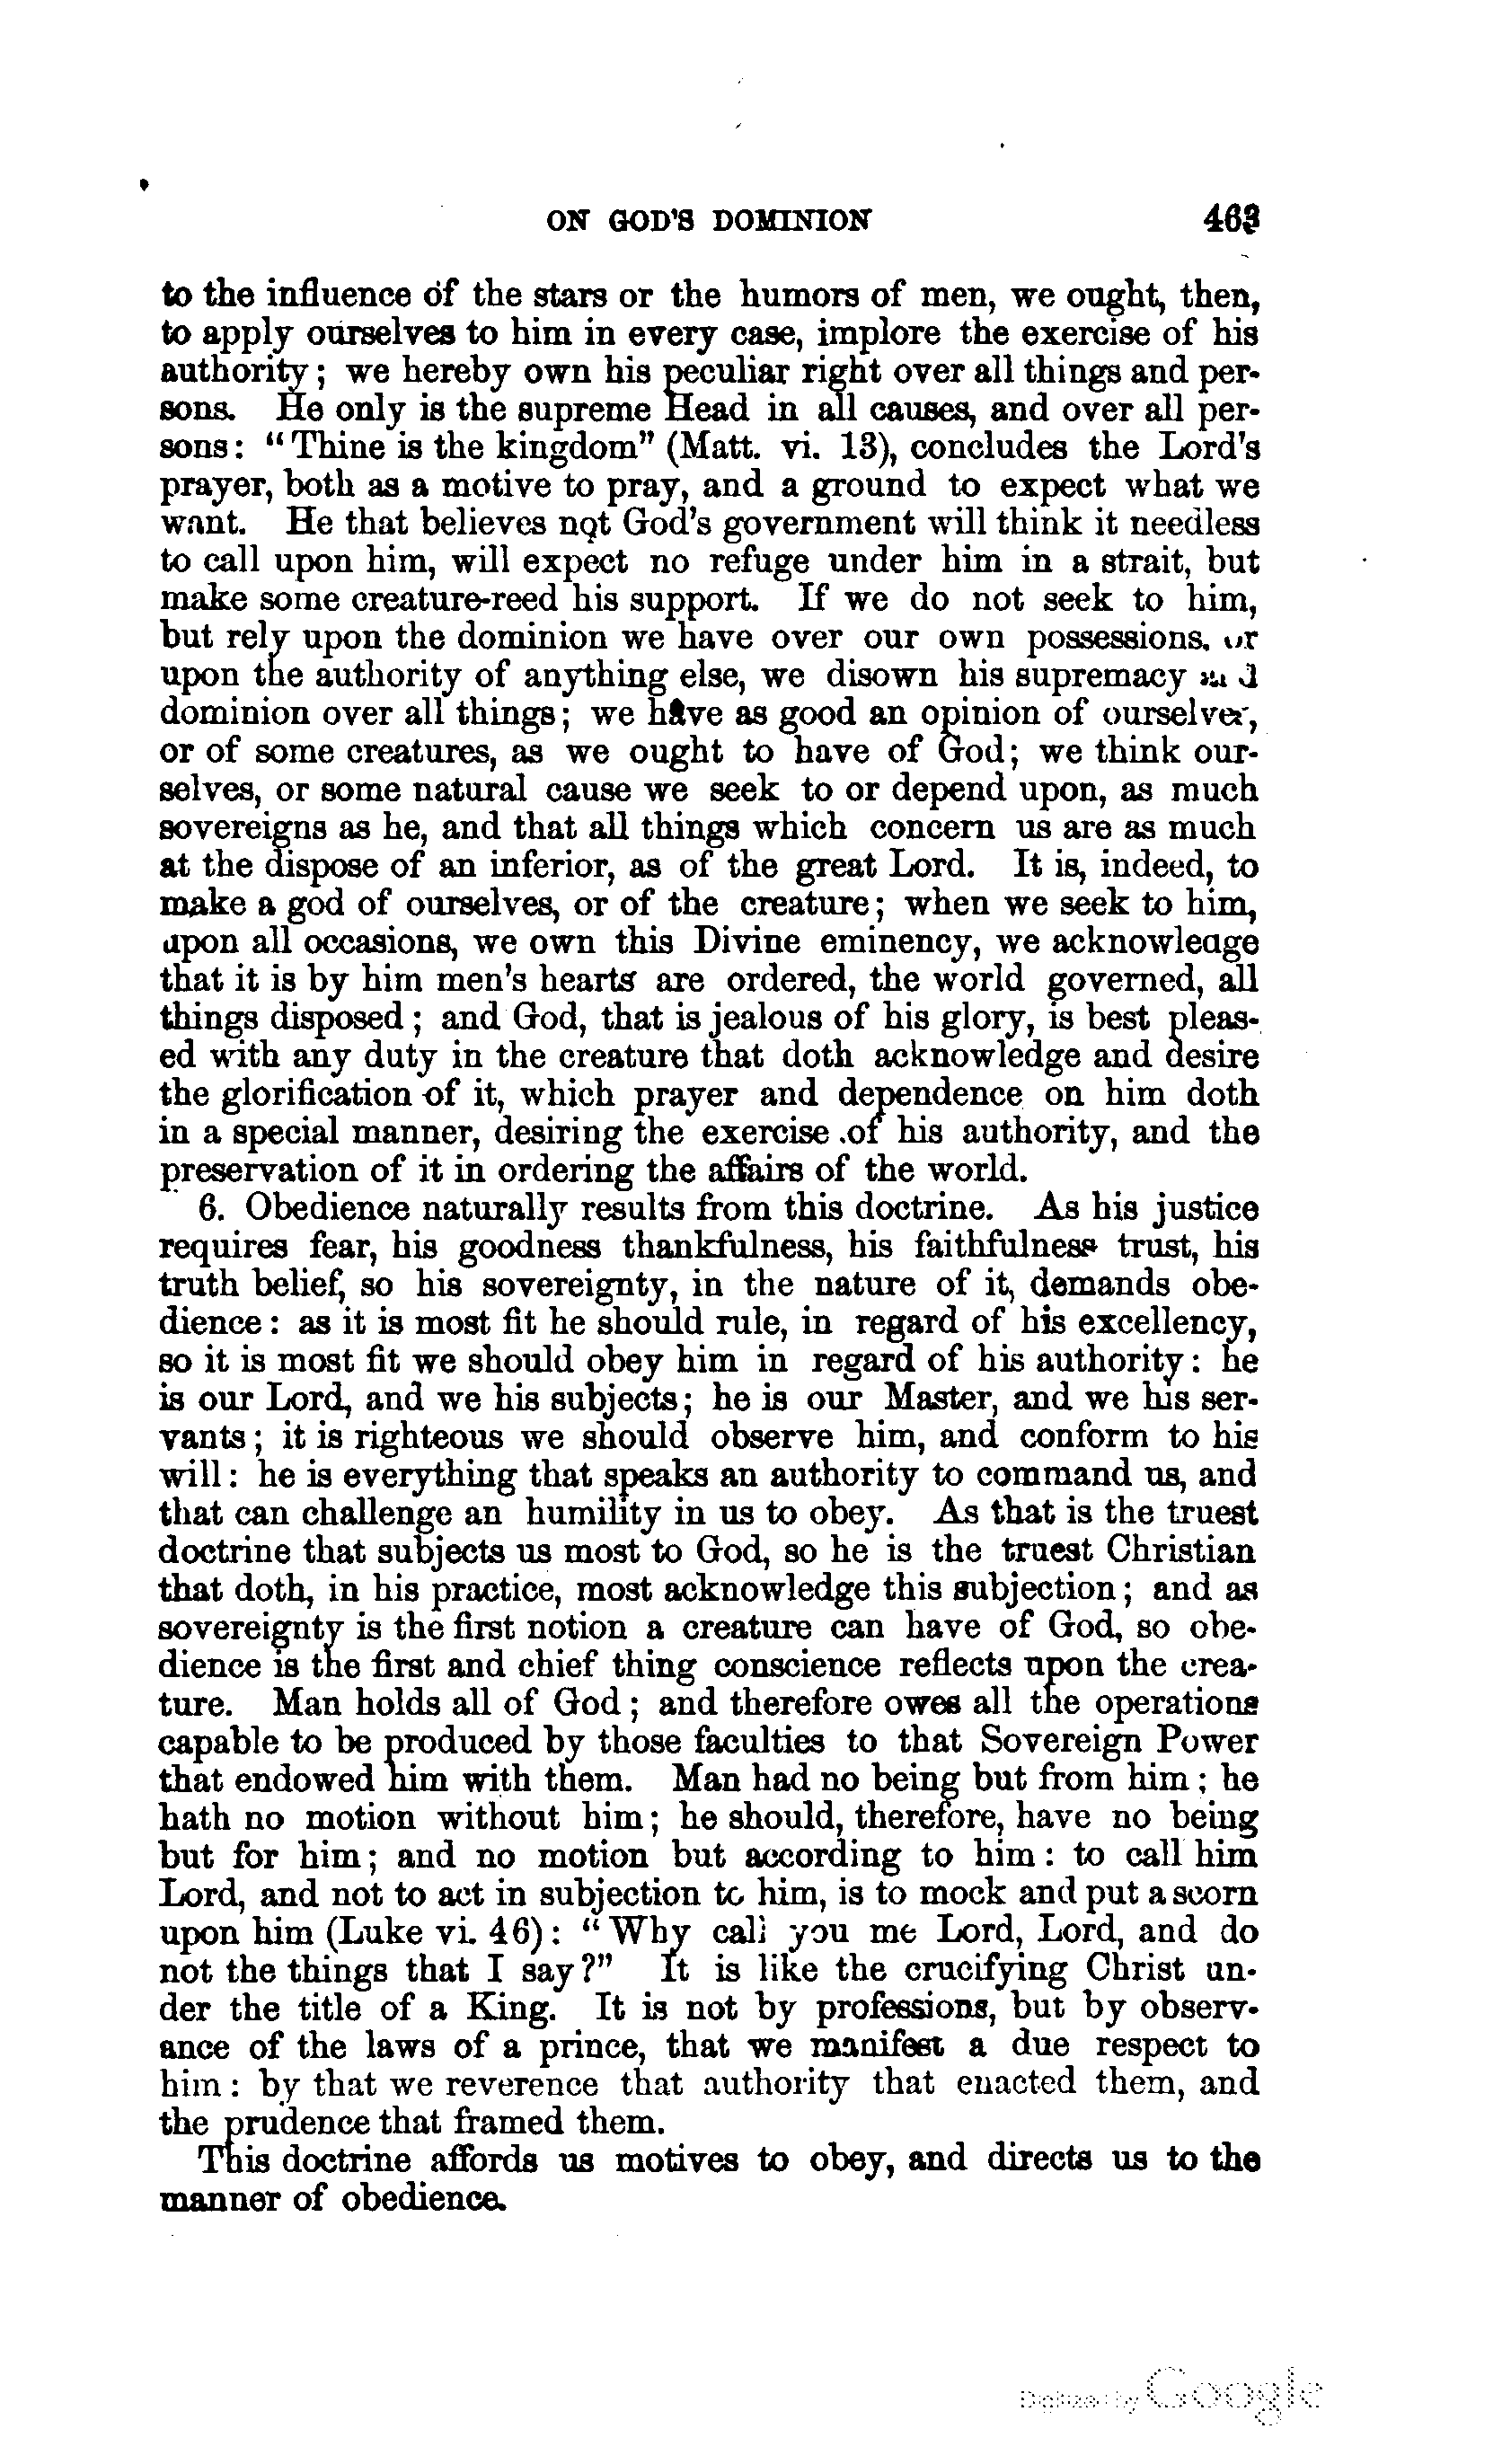 ON GOD'S DOMINION 463
to the influence of the stars or the humors of men, we ought, then,
to apply ourselves to him in every case, implore the exercise of his
authority; we hereby own his peculiar right over all things and per-
sons. He only is the supreme Head in all causes, and over all per-
sons: "Thine is the kingdom" (Matt. vi. 13), concludes the Lord's
prayer, both as a motive to pray, and a ground to expect what we
want. He that believes not God's government will think it needless
to call upon him, will expect no refuge under him in a strait, but
make some creature-reed his support. If we do not seek to him,
but rely upon the dominion we have over our own possessions, or
upon the authority of anything else, we disown his supremacy and
dominion over all things; we have as good an opinion of ourselves,
or of some creatures, as we ought to have of God; we think our-
selves, or some natural cause we seek to or depend upon, as much
sovereigns as he, and that all things which concern us are as much
at the dispose of an inferior, as of the great Lord. It is, indeed, to
make a god of ourselves, or of the creature; when we seek to him,
upon all occasions, we own this Divine eminency, we acknowledge
that it is by him men's hearts are ordered, the world governed, all
things disposed; and God, that is jealous of his glory, is best pleas-
ed with any duty in the creature that doth acknowledge and desire
the glorification of it, which prayer and dependence on him doth
in a special manner, desiring the exercise of his authority, and the
preservation of it in ordering the affairs of the world.
6. Obedience naturally results from this doctrine. As his justice
requires fear, his goodness thankfulness, his faithfulness trust, his
truth belief, so his sovereignty, in the nature of it, demands obe-
dience: as it is most fit he should rule, in regard of his excellency,
so it is most fit we should obey him in regard of his authority: he
is our Lord, and we his subjects; he is our Master, and we his ser-
vants; it is righteous we should observe him, and conform to his
will: he is everything that speaks an authority to command us, and
that can challenge an humility in us to obey. As that is the truest
doctrine that subjects us most to God, so he is the truest Christian
that doth, in his practice, most acknowledge this subjection; and as
sovereignty is the first notion a creature can have of God, so obe-
dience is the first and chief thing conscience reflects upon the crea-
ture. Man holds all of God; and therefore owes all the operations
capable to be produced by those faculties to that Sovereign Power
that endowed him with them. Man had no being but from him; he
hath no motion without him; he should, therefore, have no being
but for him; and no motion but according to him: to call him
Lord, and not to act in subjection to him, is to mock and put a scorn
upon him (Luke vi. 46): "Why call you me Lord, Lord, and do
not the things that I say?" It is like the crucifying Christ un-
der the title of a King. It is not by professions, but by observ-
ance of the laws of a prince, that we manifest a due respect to
him: by that we reverence that authority that enacted them, and
the prudence that framed them.
This doctrine affords us motives to obey, and directs us to the
manner of obedience.
Digitized by Google